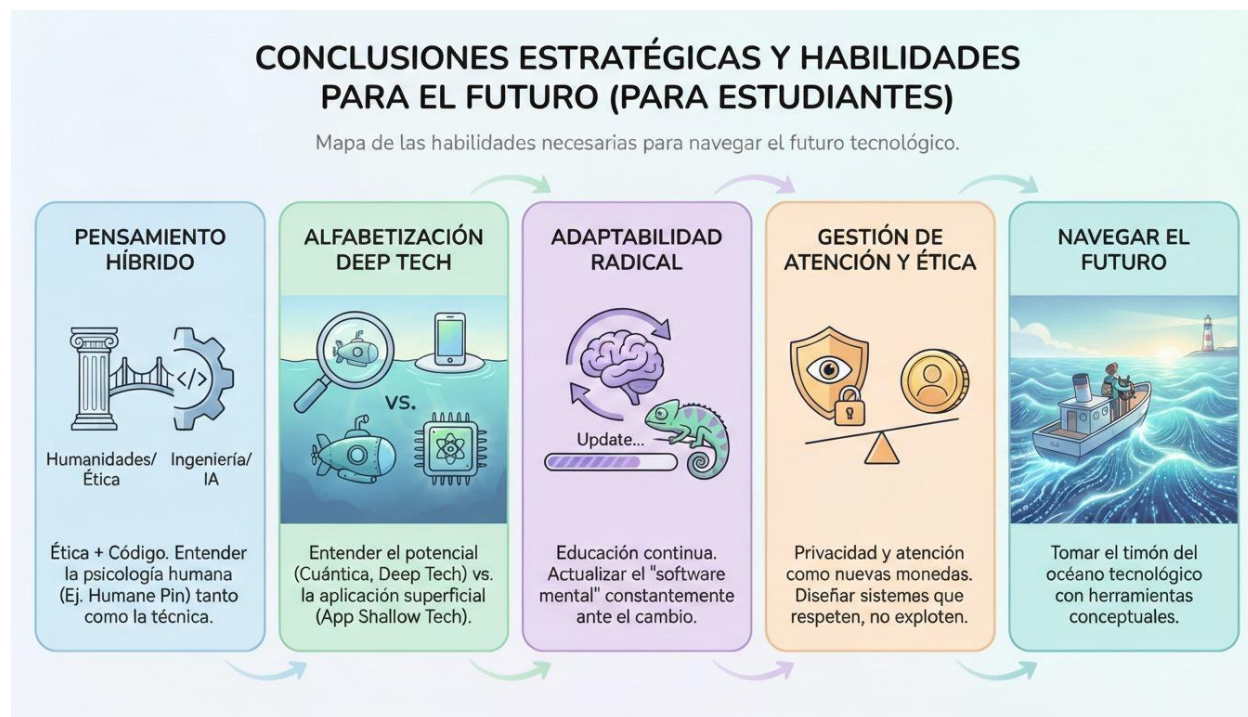 CONCLUSIONES ESTRATÉGICAS Y HABILIDADES
PARA EL FUTURO (PARA ESTUDIANTES)
Mapa de las habilidades necesarias para navegar el futuro tecnológico.
PENSAMIENTO
HÍBRIDO
</>
Humanidades/
Ética
Ingeniería/
IA
Ética + Código. Entender
la psicología humana
(Ej. Humane Pin) tanto
como la técnica.
ALFABETIZACIÓN
DEEP TECH
VS.
Entender el potencial
(Cuántica, Deep Tech) vs.
la aplicación superficial
(App Shallow Tech).
ADAPTABILIDAD
RADICAL
Update...
Educación continua.
Actualizar el "software
mental" constantemente
ante el cambio.
GESTIÓN DE
ATENCIÓN Y ÉTICA
Privacidad y atención
como nuevas monedas.
Diseñar sistemas que
respeten, no exploten.
NAVEGAR EL
FUTURO
Tomar el timón del
océano tecnológico
con herramientas
conceptuales.